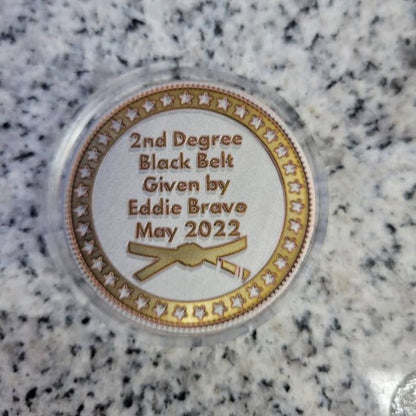 2nd Degree
Black Belt
Given by
Eddie Bravo
May 2022